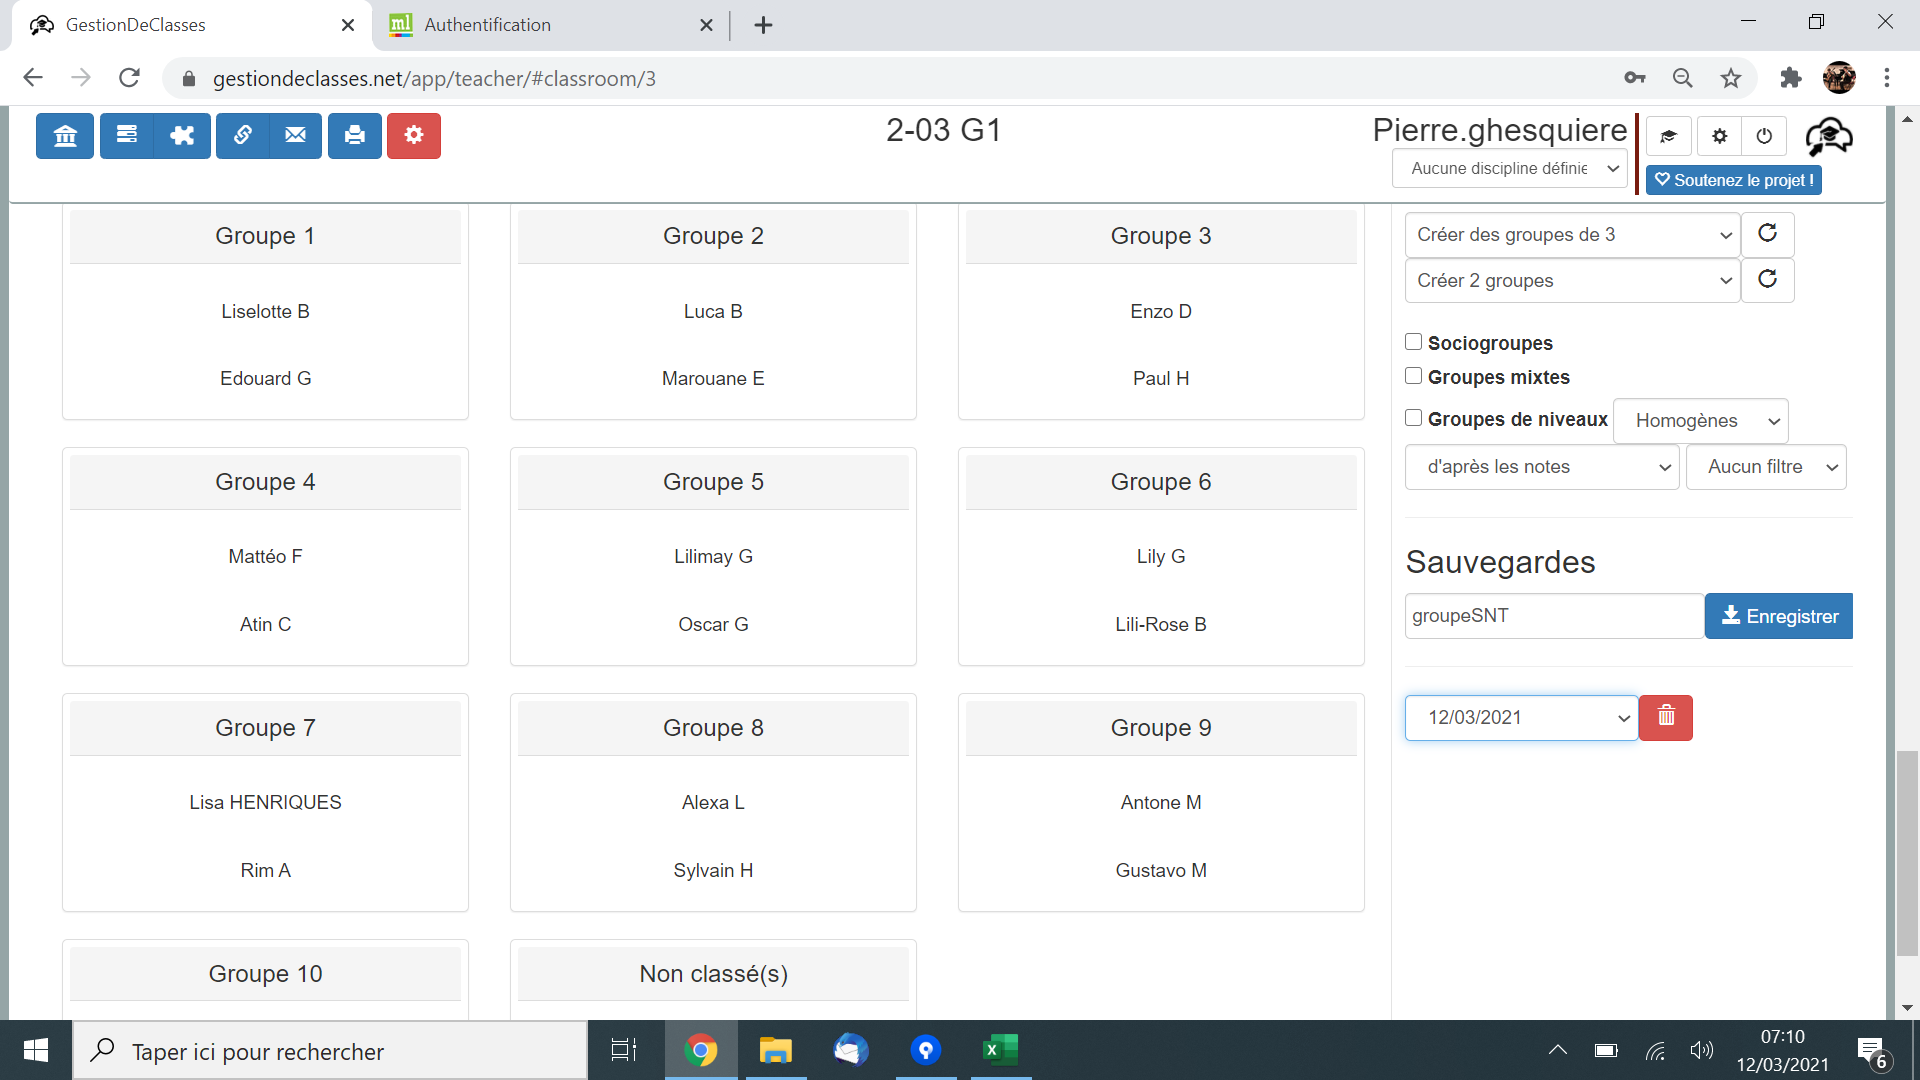 GestionDeClasses
Authentification
gestiondeclasses.net/app/teacher/#classroom/3
2-03 G1
Pierre.ghesquiere
Aucune discipline définie
Soutenez le projet !
Groupe 1
Liselotte B
Edouard G
Groupe 2
Luca B
Marouane E
Groupe 3
Enzo D
Paul H
Groupe 4
Mattéo F
Atin C
Groupe 5
Lilimay G
Oscar G
Groupe 6
Lily G
Lili-Rose B
Groupe 7
Lisa HENRIQUES
Rim A
Groupe 8
Alexa L
Sylvain H
Groupe 9
Antone M
Gustavo M
Groupe 10
Non classé(s)
Créer des groupes de 3
Créer 2 groupes
Sociogroupes
Groupes mixtes
Groupes de niveaux Homogènes
d'après les notes Aucun filtre
Sauvegardes
groupeSNT Enregistrer
12/03/2021
Taper ici pour rechercher
07:10
12/03/2021
6